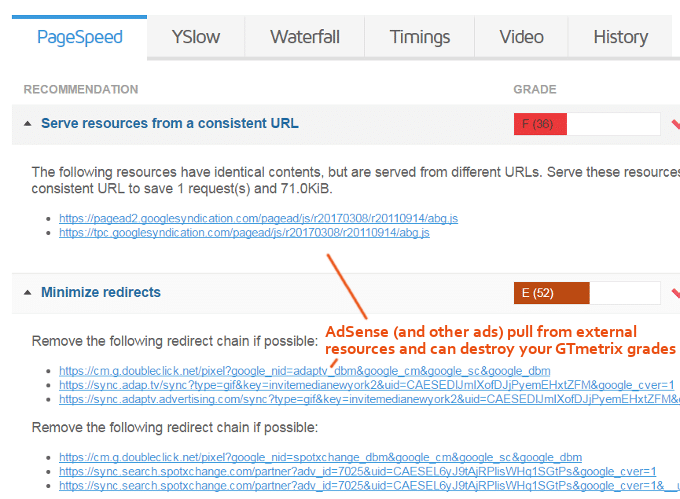 PageSpeed YSlow Waterfall Timings Video History
RECOMMENDATION GRADE
Serve resources from a consistent URL F (36)
The following resources have identical contents, but are served from different URLs. Serve these resources
consistent URL to save 1 request(s) and 71.0KiB.
https://pagead2.googlesyndication.com/pagead/js/r20170308/r20110914/abg.js
https://tpc.googlesyndication.com/pagead/js/r20170308/r20110914/abg.js
Minimize redirects E (52)
Remove the following redirect chain if possible:
AdSense (and other ads) pull from external
resources and can destroy your GTmetrix grades
https://cm.g.doubleclick.net/pixel?google_nid=adaptv_dbm&google_cm&google_sc&google_dbm
https://sync.adap.tv/sync?type=gif&key=invitemedianewyork2&uid=CAESEDlJmIXofDJjPyemEHxtZFM&google_cver=1
https://sync.adaptv.advertising.com/sync?type=gif&key=invitemedianewyork2&uid=CAESEDlJmIXofDJjPyemEHxtZFM&
Remove the following redirect chain if possible:
https://cm.g.doubleclick.net/pixel?google_nid=spotxchange_dbm&google_cm&google_sc&google_dbm
https://sync.search.spotxchange.com/partner?adv_id=7025&uid=CAESEL6yJ9tAjRPlisWHq1SGtPs&google_cver=1
https://sync.search.spotxchange.com/partner?adv_id=7025&uid=CAESEL6yJ9tAjRPlisWHq1SGtPs&google_cver=1&__u